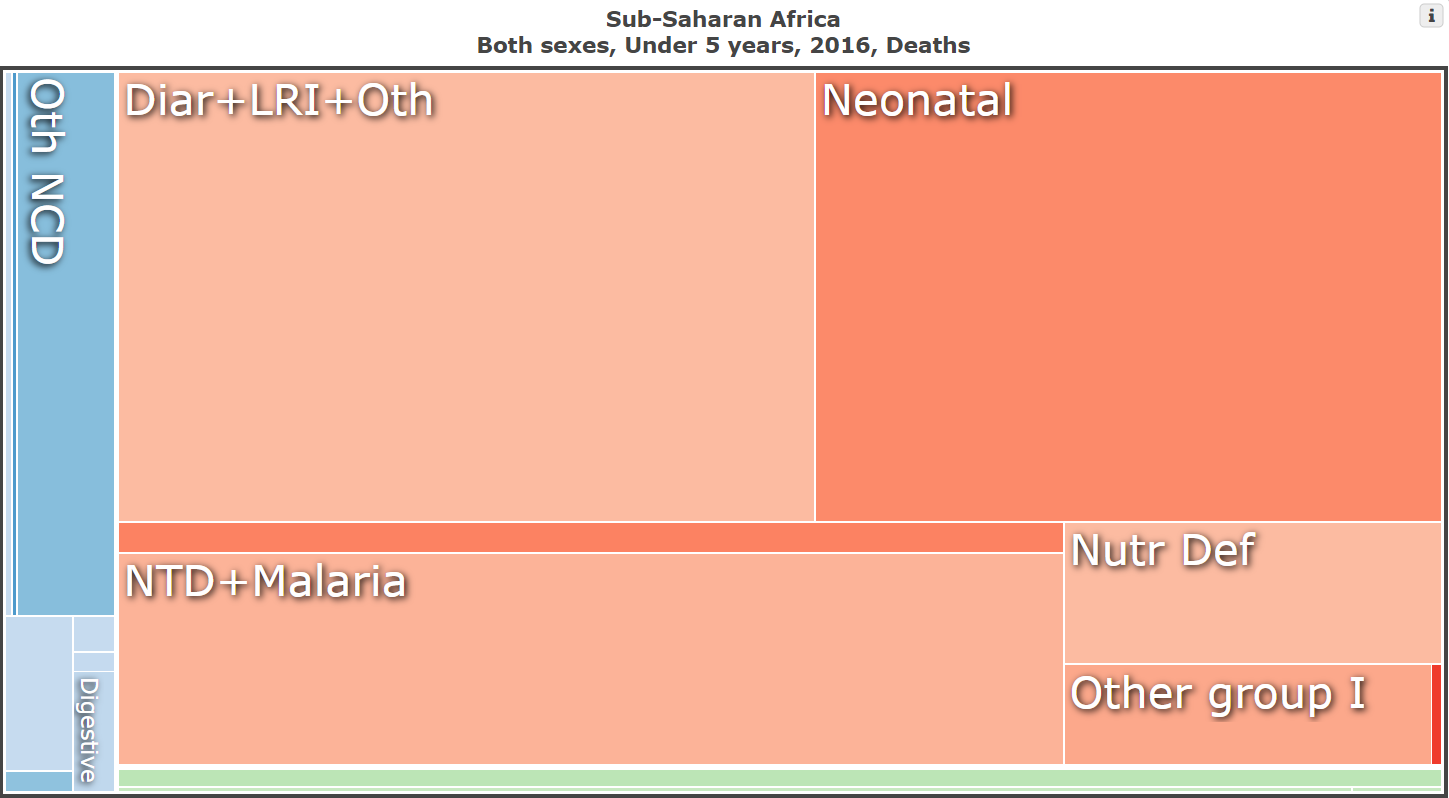 Sub-Saharan Africa
Both sexes, Under 5 years, 2016, Deaths
i
Oth NCD
Diar+LRI+Oth
Neonatal
NTD+Malaria
Nutr Def
Other group I
Digestive